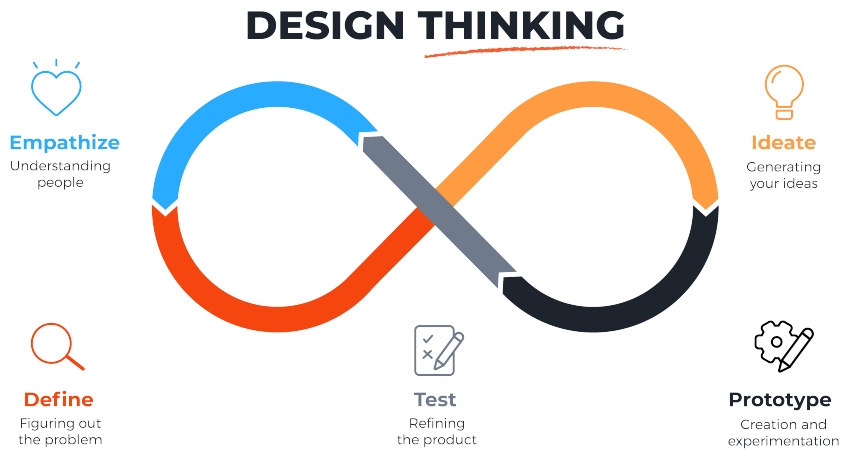 DESIGN THINKING
Empathize
Understanding
people
Ideate
Generating
your ideas
Define
Figuring out
the problem
Test
Refining
the product
Prototype
Creation and
experimentation